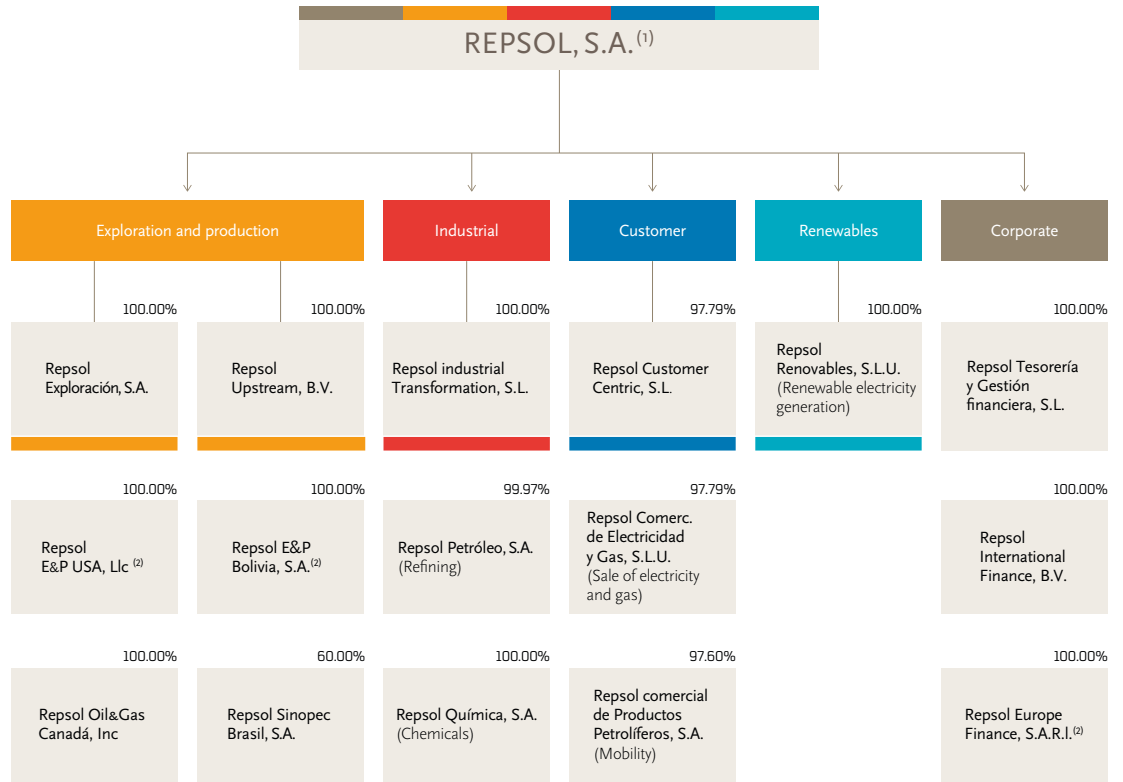 REPSOL, S.A.(1)
Exploration and production
Industrial
Customer
Renewables
Corporate
100.00%
100.00%
100.00%
97.79%
100.00%
100.00%
Repsol
Exploración, S.A.
Repsol
Upstream, B.V.
Repsol industrial
Transformation, S.L.
Repsol Customer
Centric, S.L.
Repsol
Renovables, S.L.U.
(Renewable electricity
generation)
Repsol Tesorería
y Gestión
financiera, S.L.
100.00%
100.00%
99.97%
97.79%
100.00%
Repsol
E&P USA, Llc (2)
Repsol E&P
Bolivia, S.A.(2)
Repsol Petróleo, S.A.
(Refining)
Repsol Comerc.
de Electricidad
y Gas, S.L.U.
(Sale of electricity
and gas)
Repsol
International
Finance, B.V.
100.00%
60.00%
100.00%
97.60%
100.00%
Repsol Oil&Gas
Canadá, Inc
Repsol Sinopec
Brasil, S.A.
Repsol Química, S.A.
(Chemicals)
Repsol comercial
de Productos
Petrolíferos, S.A.
(Mobility)
Repsol Europe
Finance, S.A.R.l.(2)